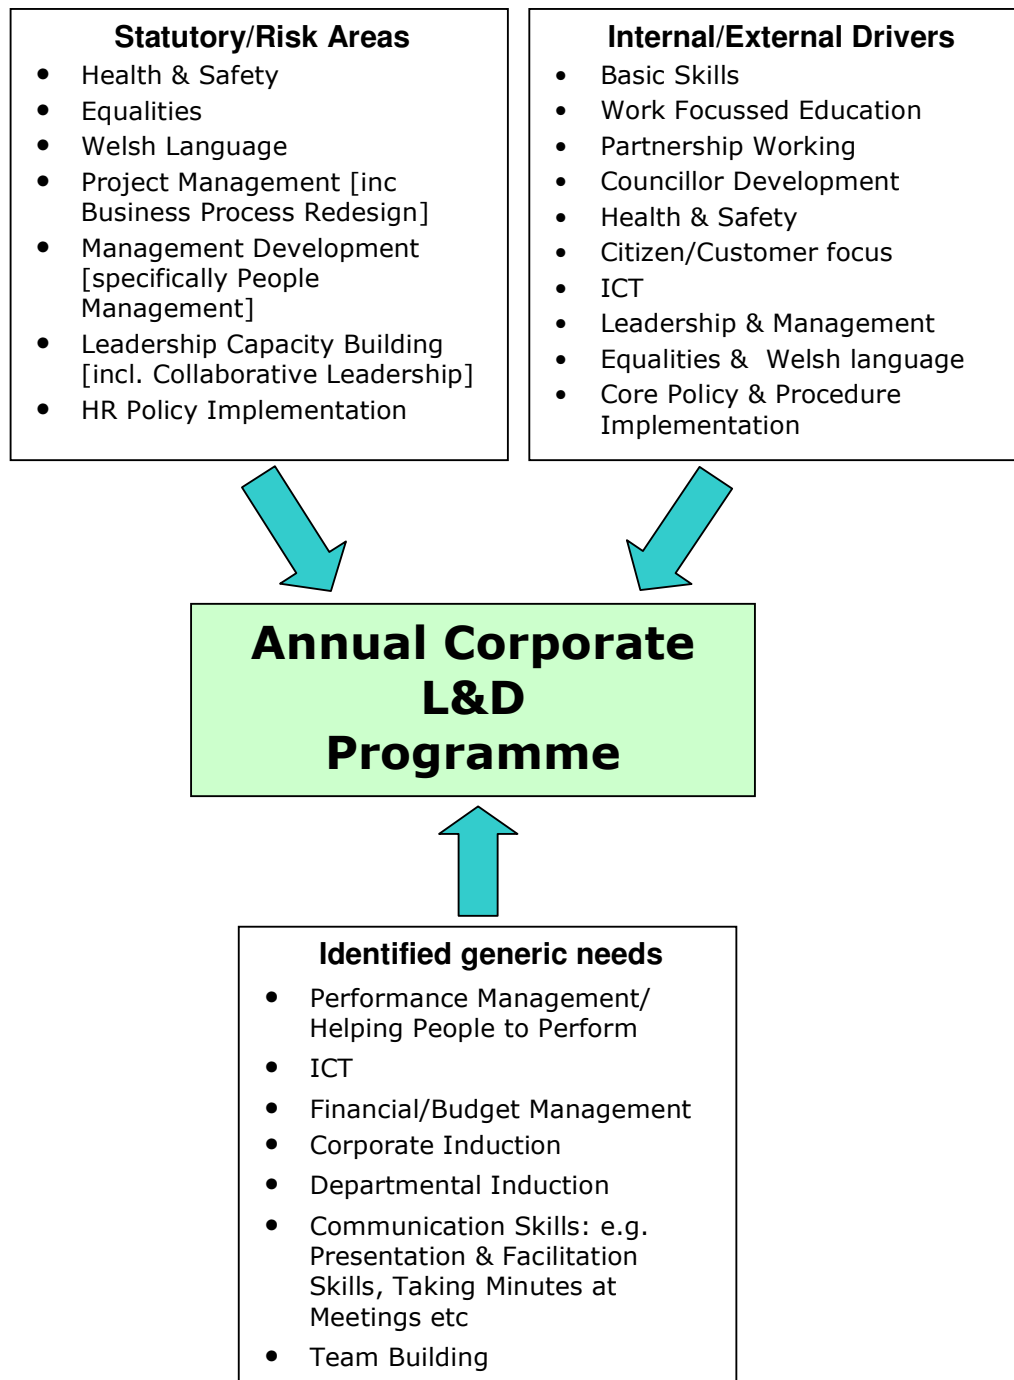 Statutory/Risk Areas
• Health & Safety
• Equalities
• Welsh Language
• Project Management [inc
Business Process Redesign]
• Management Development
[specifically People
Management]
• Leadership Capacity Building
[incl. Collaborative Leadership]
• HR Policy Implementation
Internal/External Drivers
• Basic Skills
• Work Focussed Education
• Partnership Working
• Councillor Development
• Health & Safety
• Citizen/Customer focus
• ICT
• Leadership & Management
• Equalities &  Welsh language
• Core Policy & Procedure
Implementation
Annual Corporate
L&D
Programme
Identified generic needs
• Performance Management/
Helping People to Perform
• ICT
• Financial/Budget Management
• Corporate Induction
• Departmental Induction
• Communication Skills: e.g.
Presentation & Facilitation
Skills, Taking Minutes at
Meetings etc
• Team Building